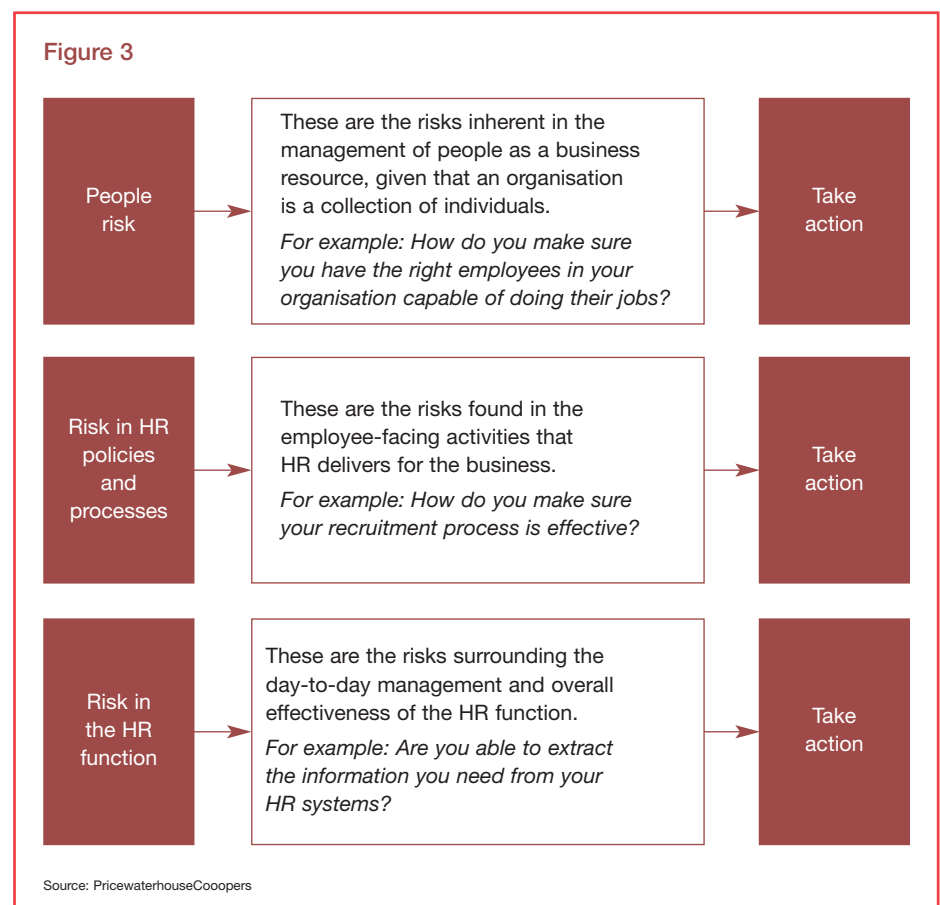 Figure 3
People
risk
These are the risks inherent in the
management of people as a business
resource, given that an organisation
is a collection of individuals.
For example: How do you make sure
you have the right employees in your
organisation capable of doing their jobs?
Take
action
Risk in HR
policies
and
processes
These are the risks found in the
employee-facing activities that
HR delivers for the business.
For example: How do you make sure
your recruitment process is effective?
Take
action
Risk in
the HR
function
These are the risks surrounding the
day-to-day management and overall
effectiveness of the HR function.
For example: Are you able to extract
the information you need from your
HR systems?
Take
action
Source: PricewaterhouseCooopers